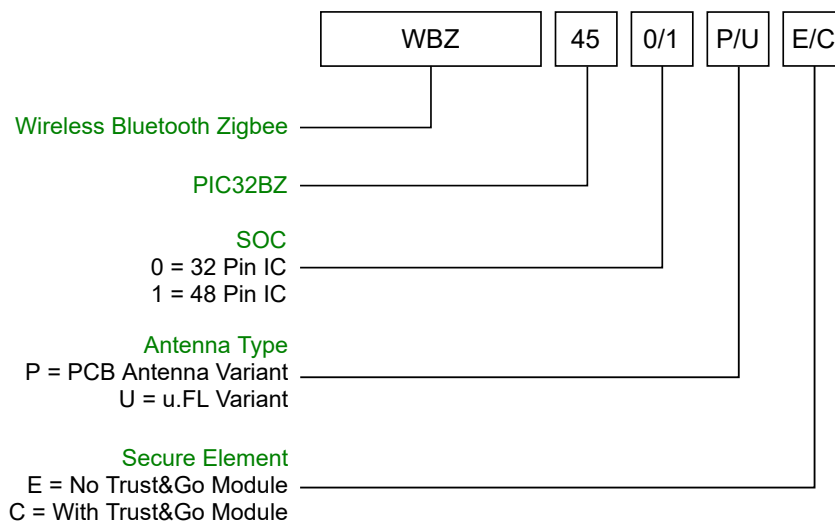 WBZ 45 0/1 P/U E/C
Wireless Bluetooth Zigbee
PIC32BZ
SOC
0 = 32 Pin IC
1 = 48 Pin IC
Antenna Type
P = PCB Antenna Variant
U = u.FL Variant
Secure Element
E = No Trust&Go Module
C = With Trust&Go Module